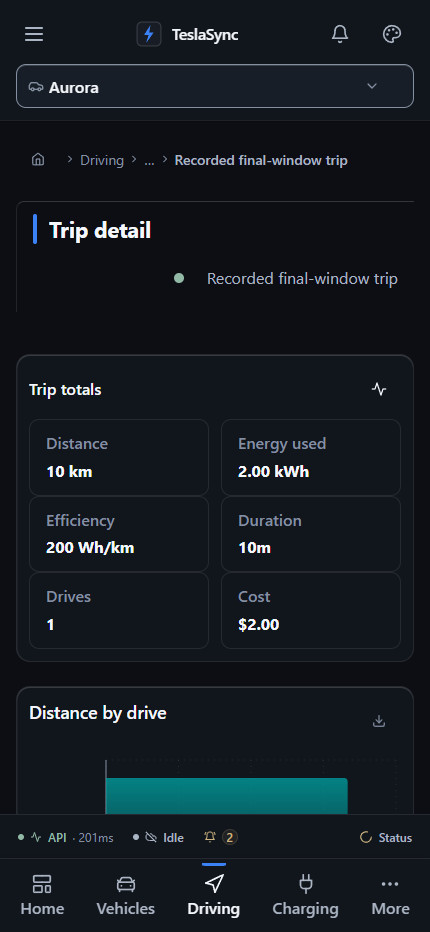 TeslaSync
Aurora
Driving ... Recorded final-window trip
Trip detail
Recorded final-window trip
Trip totals
Distance Energy used
10 km 2.00 kWh
Efficiency Duration
200 Wh/km 10m
Drives Cost
1 $2.00
Distance by drive
API · 201ms Idle 2 Status
Home Vehicles Driving Charging More